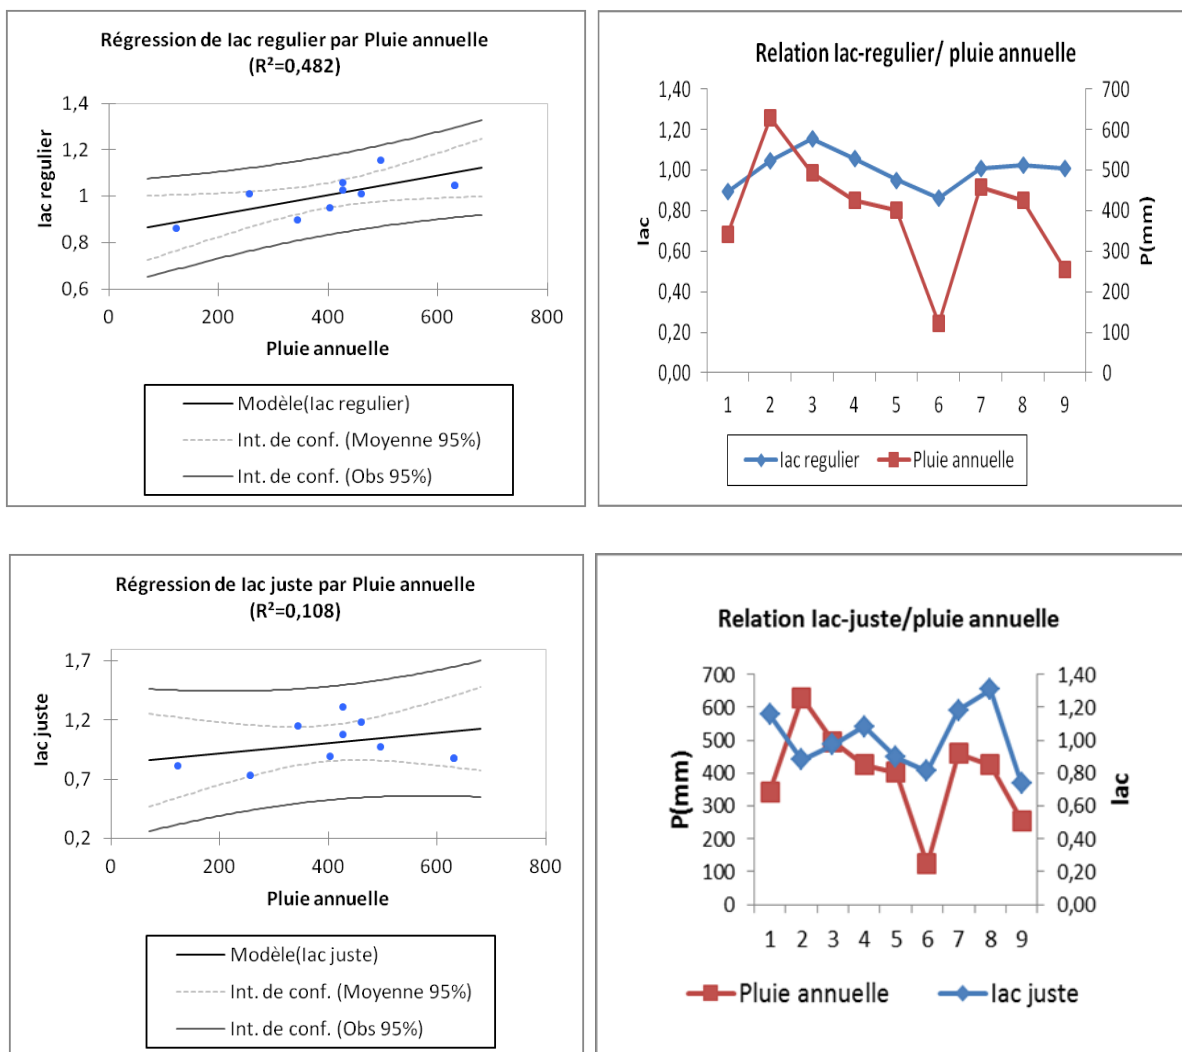 Régression de Iac regulier par Pluie annuelle
(R²=0,482)
Iac regulier
1,4
1,2
1
0,8
0,6
0 200 400 600 800
Pluie annuelle
Modèle(Iac regulier)
Int. de conf. (Moyenne 95%)
Int. de conf. (Obs 95%)
Relation Iac-regulier/ pluie annuelle
Iac
1,40
1,20
1,00
0,80
0,60
0,40
0,20
0,00
700
600
500
400
300
200
100
0
P(mm)
1 2 3 4 5 6 7 8 9
Iac regulier Pluie annuelle
Régression de Iac juste par Pluie annuelle
(R²=0,108)
Iac juste
1,7
1,2
0,7
0,2
0 200 400 600 800
Pluie annuelle
Modèle(Iac juste)
Int. de conf. (Moyenne 95%)
Int. de conf. (Obs 95%)
Relation Iac-juste/pluie annuelle
P(mm)
700
600
500
400
300
200
100
0
1,40
1,20
1,00
0,80
0,60
0,40
0,20
0,00
Iac
1 2 3 4 5 6 7 8 9
Pluie annuelle Iac juste